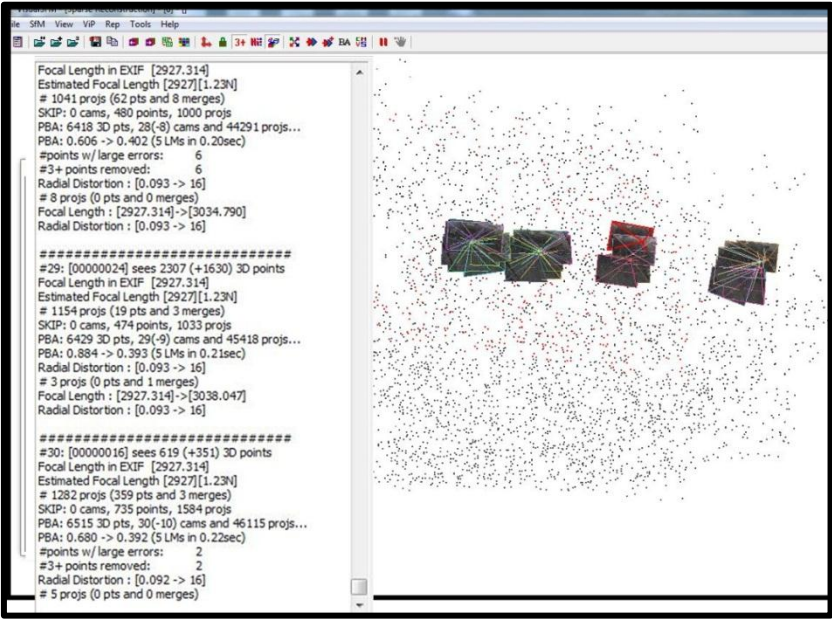 VisualSFM - [Sparse Reconstruction] - [0] - []
ile SfM View ViP Rep Tools Help
3+ BA
Focal Length in EXIF [2927.314]
Estimated Focal Length [2927][1.23N]
# 1041 projs (62 pts and 8 merges)
SKIP: 0 cams, 480 points, 1000 projs
PBA: 6418 3D pts, 28(-8) cams and 44291 projs...
PBA: 0.606 -> 0.402 (5 LMs in 0.20sec)
#points w/ large errors: 6
#3+ points removed: 6
Radial Distortion : [0.093 -> 16]
# 8 projs (0 pts and 0 merges)
Focal Length : [2927.314]->[3034.790]
Radial Distortion : [0.093 -> 16]
#############################
#29: [00000024] sees 2307 (+1630) 3D points
Focal Length in EXIF [2927.314]
Estimated Focal Length [2927][1.23N]
# 1154 projs (19 pts and 3 merges)
SKIP: 0 cams, 474 points, 1033 projs
PBA: 6429 3D pts, 29(-9) cams and 45418 projs...
PBA: 0.884 -> 0.393 (5 LMs in 0.21sec)
Radial Distortion : [0.093 -> 16]
# 3 projs (0 pts and 1 merges)
Focal Length : [2927.314]->[3038.047]
Radial Distortion : [0.093 -> 16]
#############################
#30: [00000016] sees 619 (+351) 3D points
Focal Length in EXIF [2927.314]
Estimated Focal Length [2927][1.23N]
# 1282 projs (359 pts and 3 merges)
SKIP: 0 cams, 735 points, 1584 projs
PBA: 6515 3D pts, 30(-10) cams and 46115 projs...
PBA: 0.680 -> 0.392 (5 LMs in 0.22sec)
#points w/ large errors: 2
#3+ points removed: 2
Radial Distortion : [0.092 -> 16]
# 5 projs (0 pts and 0 merges)